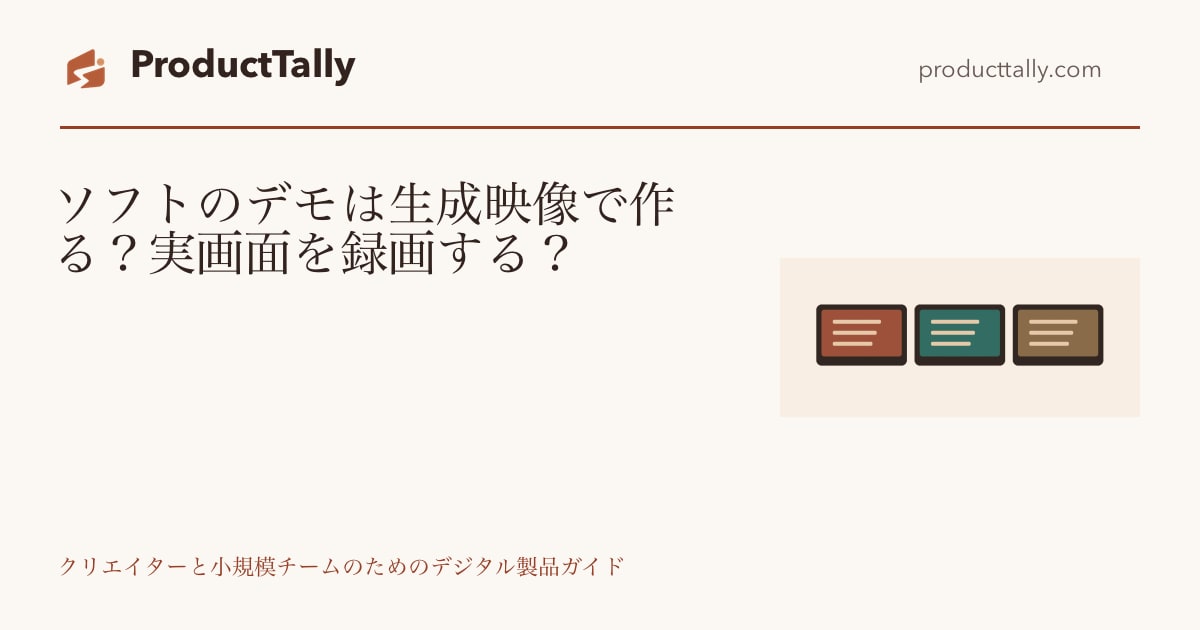 ProductTally
producttally.com
ソフトのデモは生成映像で作
る？実画面を録画する？
クリエイターと小規模チームのためのデジタル製品ガイド